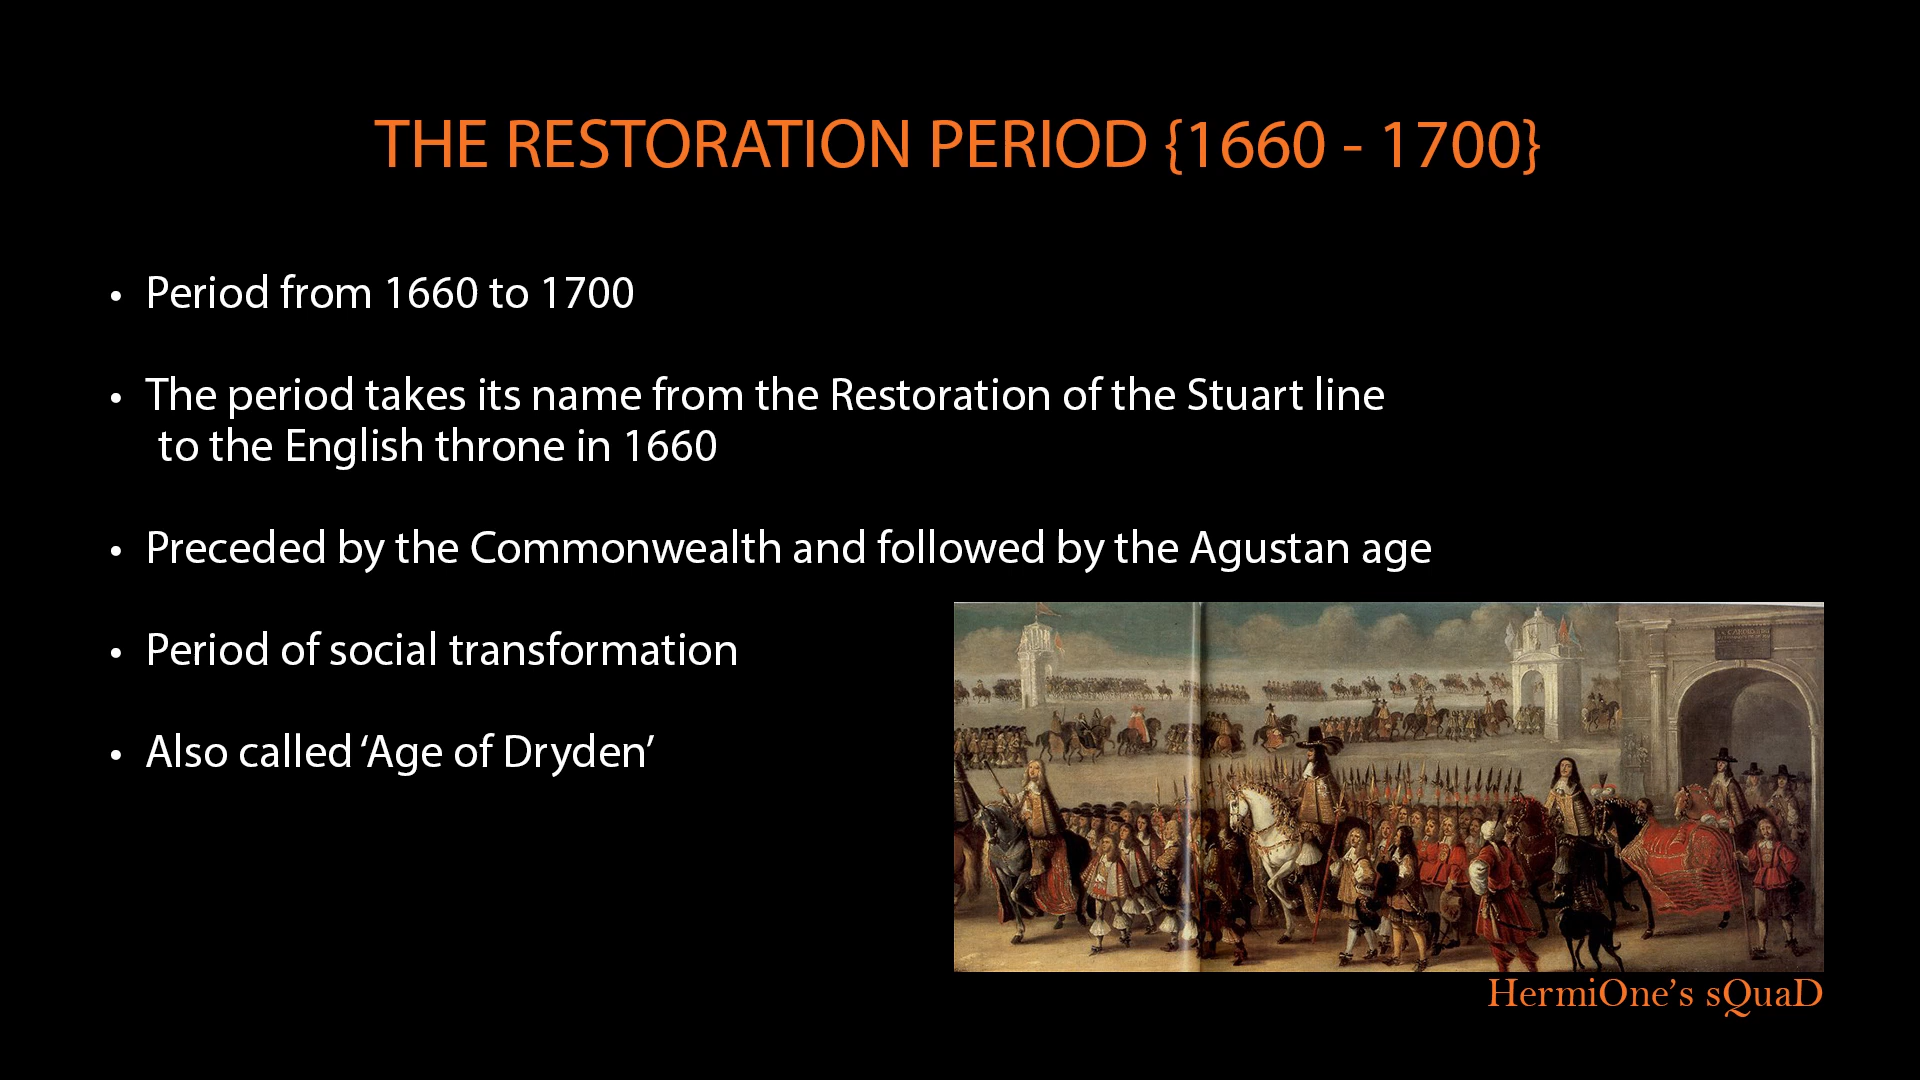 THE RESTORATION PERIOD {1660 - 1700}
• Period from 1660 to 1700
• The period takes its name from the Restoration of the Stuart line
to the English throne in 1660
• Preceded by the Commonwealth and followed by the Agustan age
• Period of social transformation
• Also called ‘Age of Dryden’
HermiOne’s sQuaD